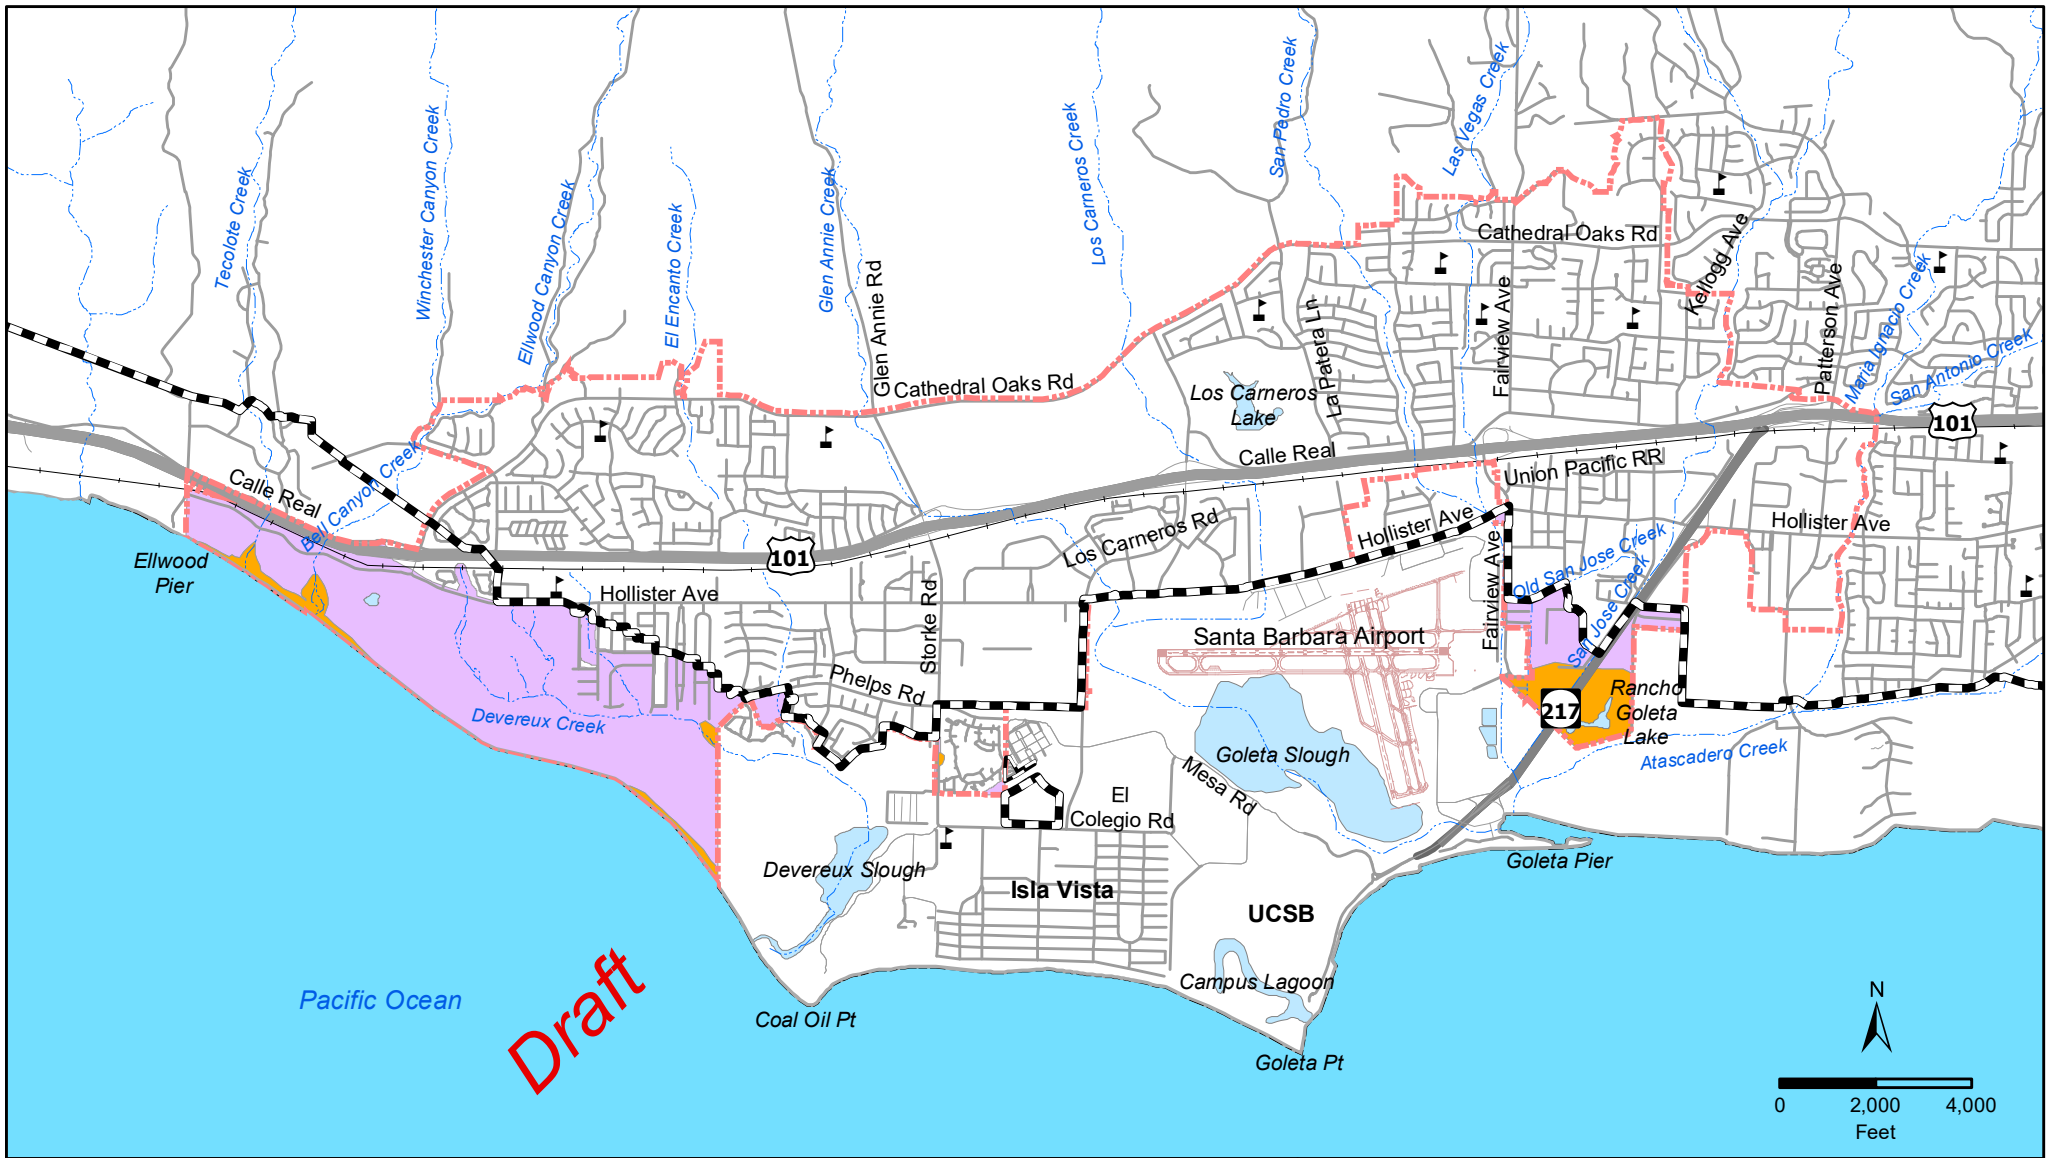 Tecolote Creek
Winchester Canyon Creek
Ellwood Canyon Creek
El Encanto Creek
Glen Annie Creek
Glen Annie Rd
Los Carneros Creek
San Pedro Creek
Las Vegas Creek
Cathedral Oaks Rd
Kellogg Ave
Patterson Ave
Maria Ignacio Creek
San Antonio Creek
Fairview Ave
La Patera Ln
Los Carneros
Lake
Cathedral Oaks Rd
101
Calle Real
Union Pacific RR
Calle Real
Bell Canyon Creek
Ellwood
Pier
101
Los Carneros Rd
Hollister Ave
Hollister Ave
Hollister Ave
Old San Jose Creek
San Jose Creek
Fairview Ave
Storke Rd
Santa Barbara Airport
Phelps Rd
Devereux Creek
Rancho
Goleta
Lake
217
Atascadero Creek
Goleta Slough
Mesa Rd
El
Colegio Rd
Devereux Slough
Isla Vista
UCSB
Goleta Pier
Campus Lagoon
Pacific Ocean
Draft
Coal Oil Pt
Goleta Pt
N
0 2,000 4,000
Feet